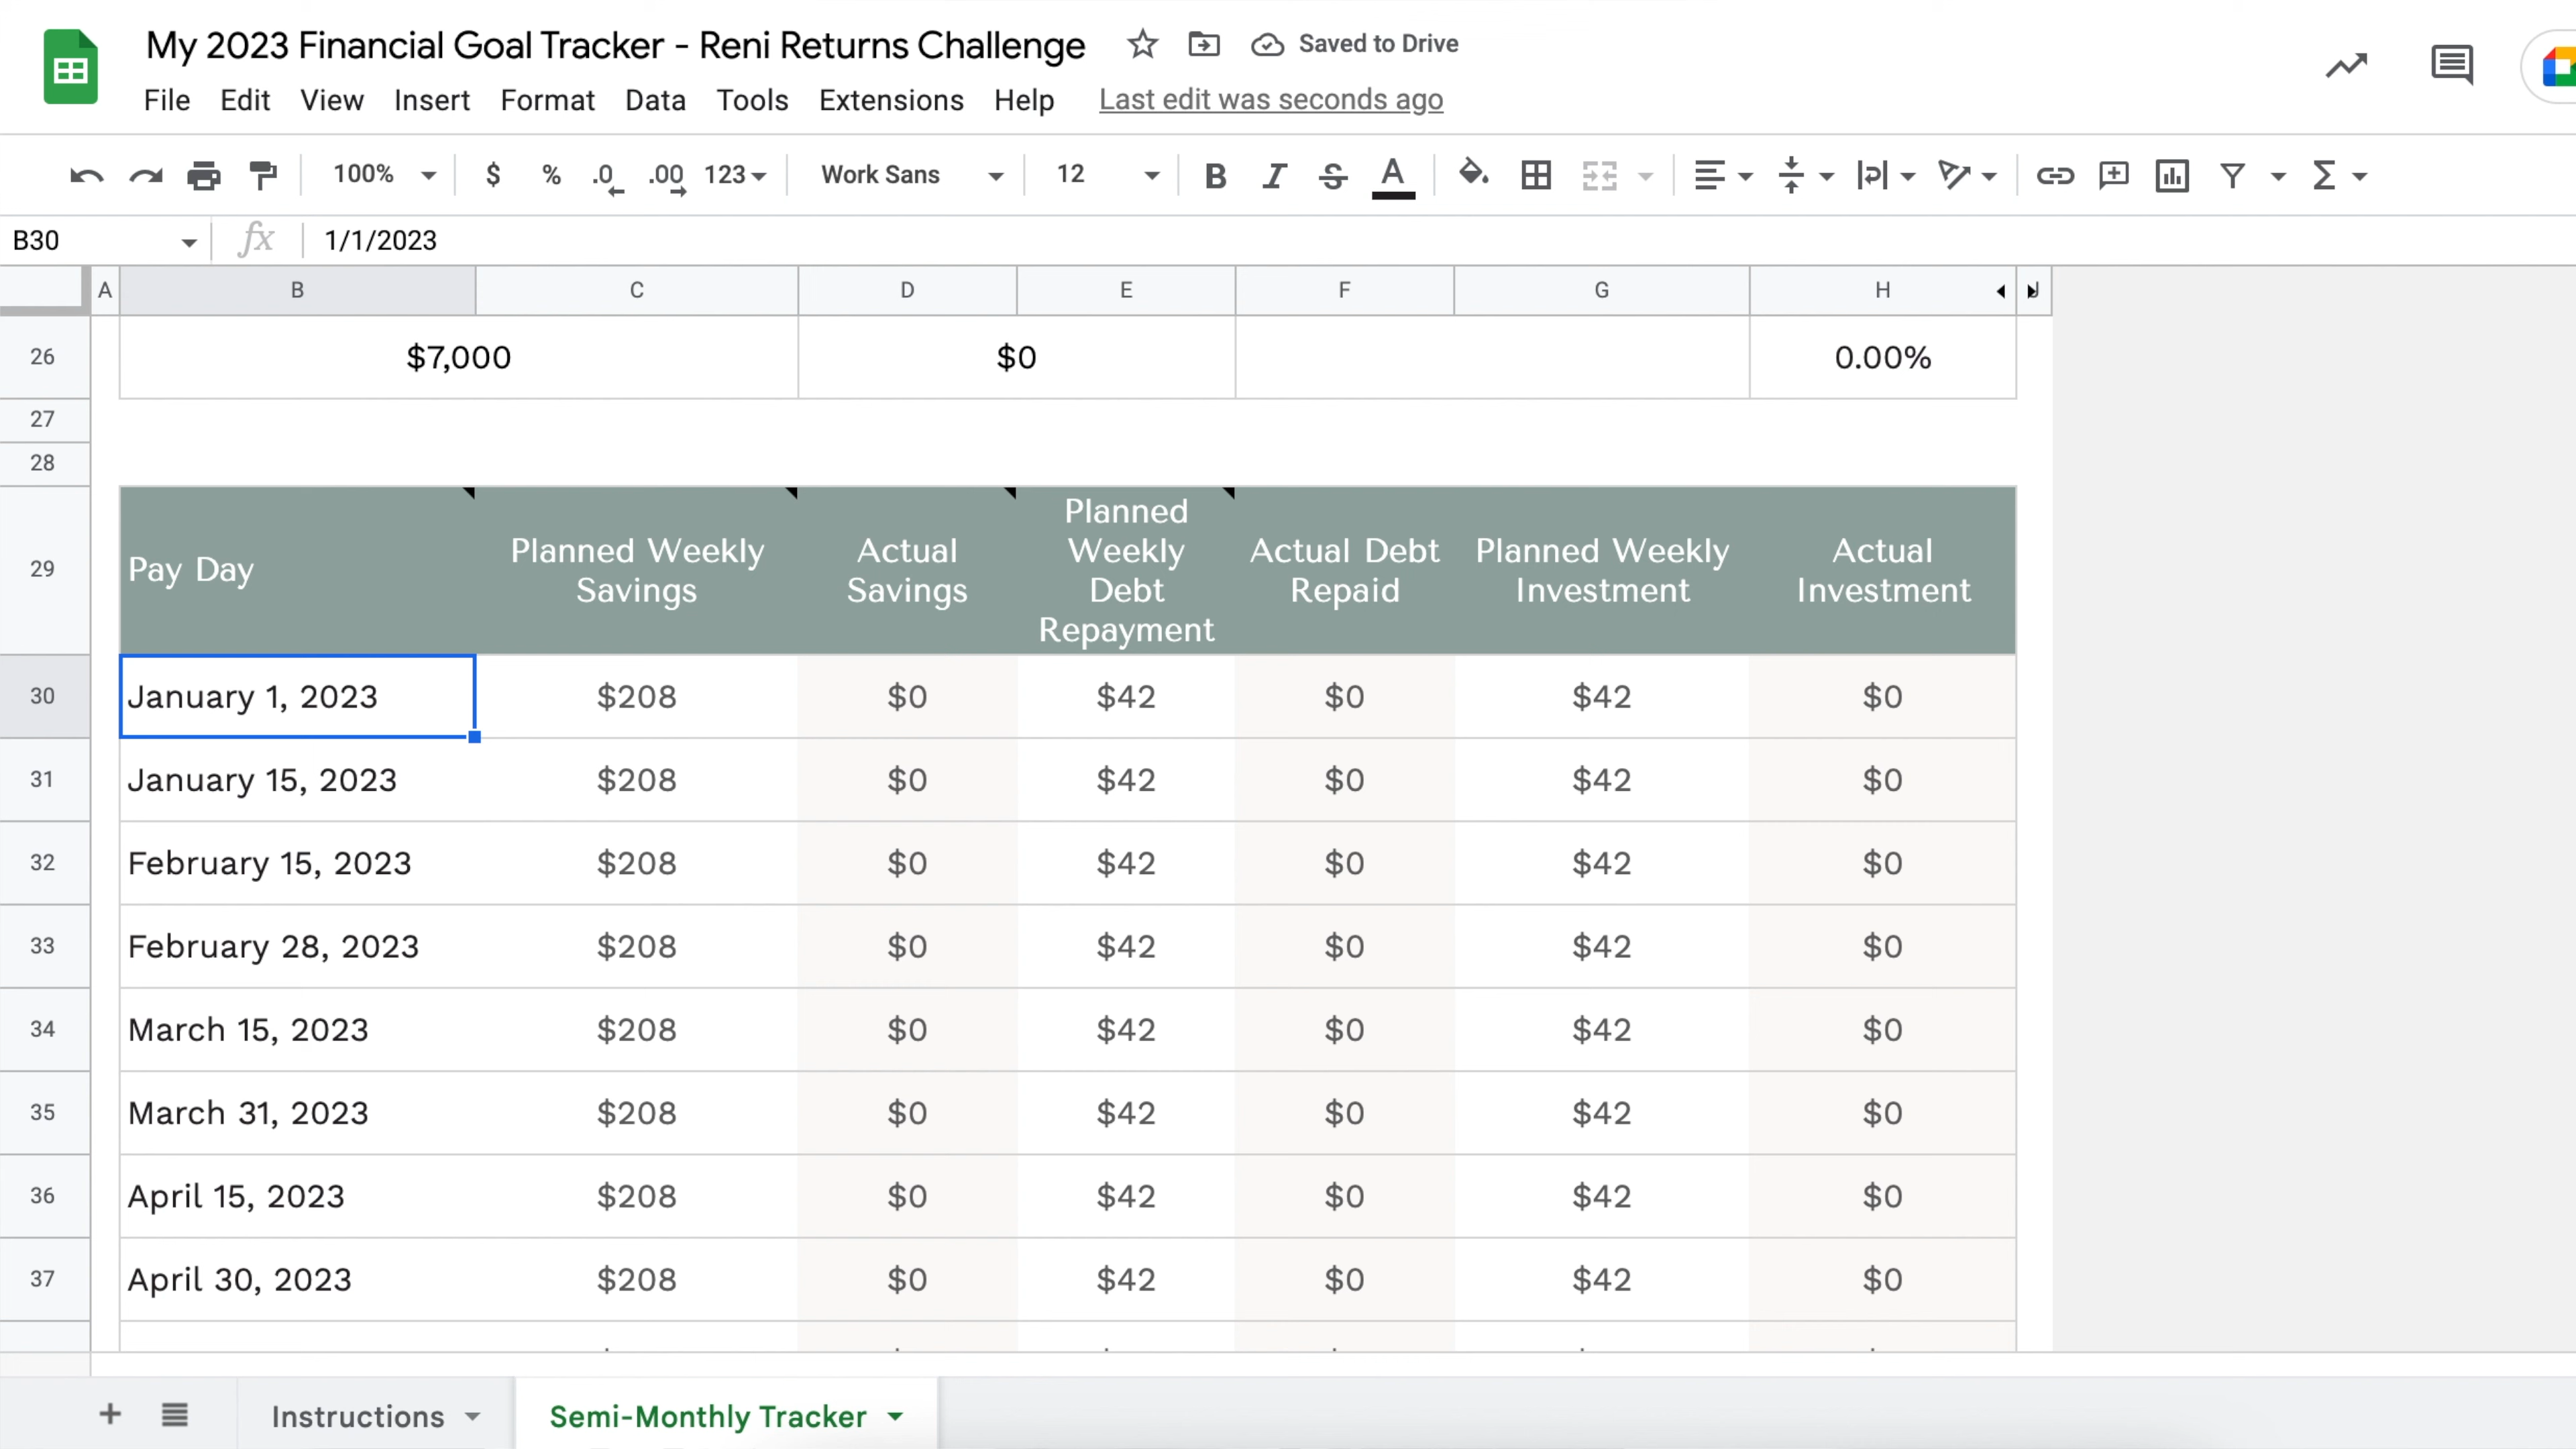 My 2023 Financial Goal Tracker - Reni Returns Challenge Saved to Drive
File Edit View Insert Format Data Tools Extensions Help Last edit was seconds ago
100% $ % .0 .00 123 Work Sans 12 B I S A Σ
B30 fx 1/1/2023
A B C D E F G H J
26 $7,000 $0 0.00%
27
28
29 Pay Day Planned Weekly Savings Actual Savings Planned Weekly Debt Repayment Actual Debt Repaid Planned Weekly Investment Actual Investment
30 January 1, 2023 $208 $0 $42 $0 $42 $0
31 January 15, 2023 $208 $0 $42 $0 $42 $0
32 February 15, 2023 $208 $0 $42 $0 $42 $0
33 February 28, 2023 $208 $0 $42 $0 $42 $0
34 March 15, 2023 $208 $0 $42 $0 $42 $0
35 March 31, 2023 $208 $0 $42 $0 $42 $0
36 April 15, 2023 $208 $0 $42 $0 $42 $0
37 April 30, 2023 $208 $0 $42 $0 $42 $0
+ Instructions Semi-Monthly Tracker